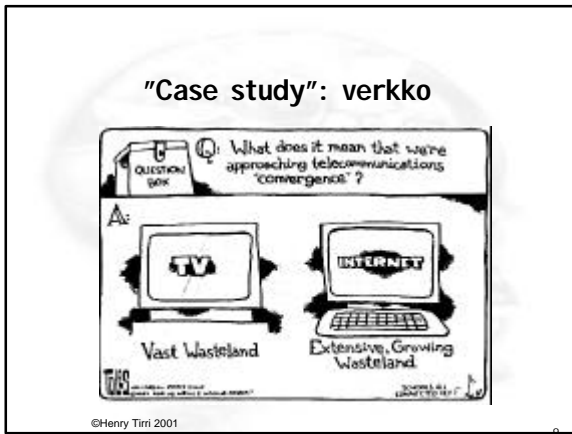 "Case study": verkko
QUESTION
BOX
Q: What does it mean that we're
approaching telecommunications
"convergence"?
A:
TV
INTERNET
Vast Wasteland
Extensive, Growing
Wasteland
TOLES
©Henry Tirri 2001